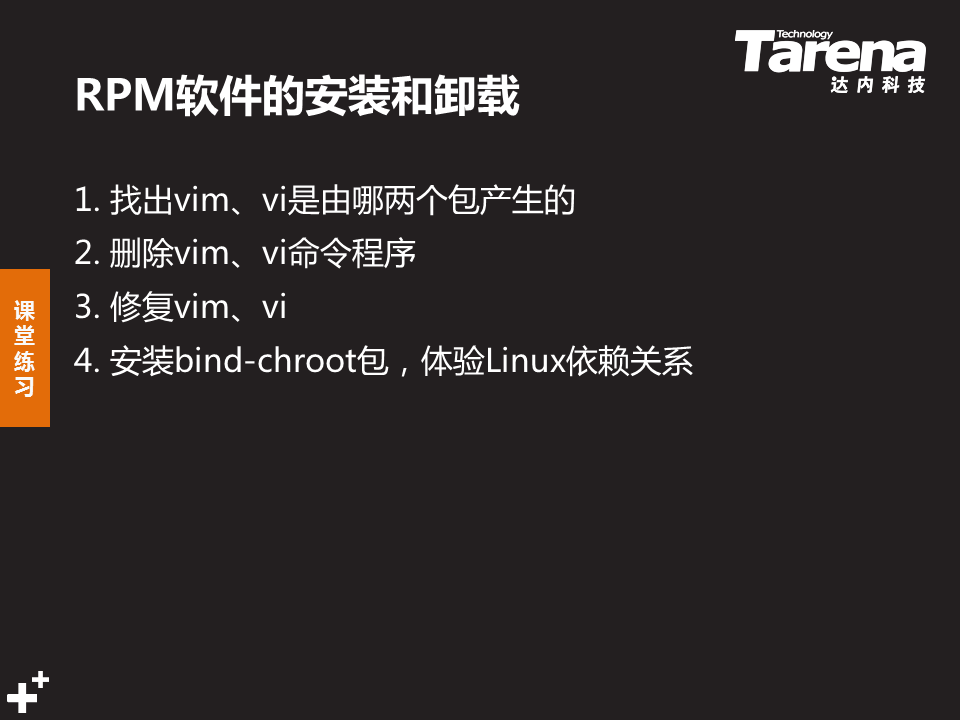 Technology
Tarena
达内科技
RPM软件的安装和卸载
1. 找出vim、vi是由哪两个包产生的
2. 删除vim、vi命令程序
3. 修复vim、vi
4. 安装bind-chroot包，体验Linux依赖关系
课
堂
练
习